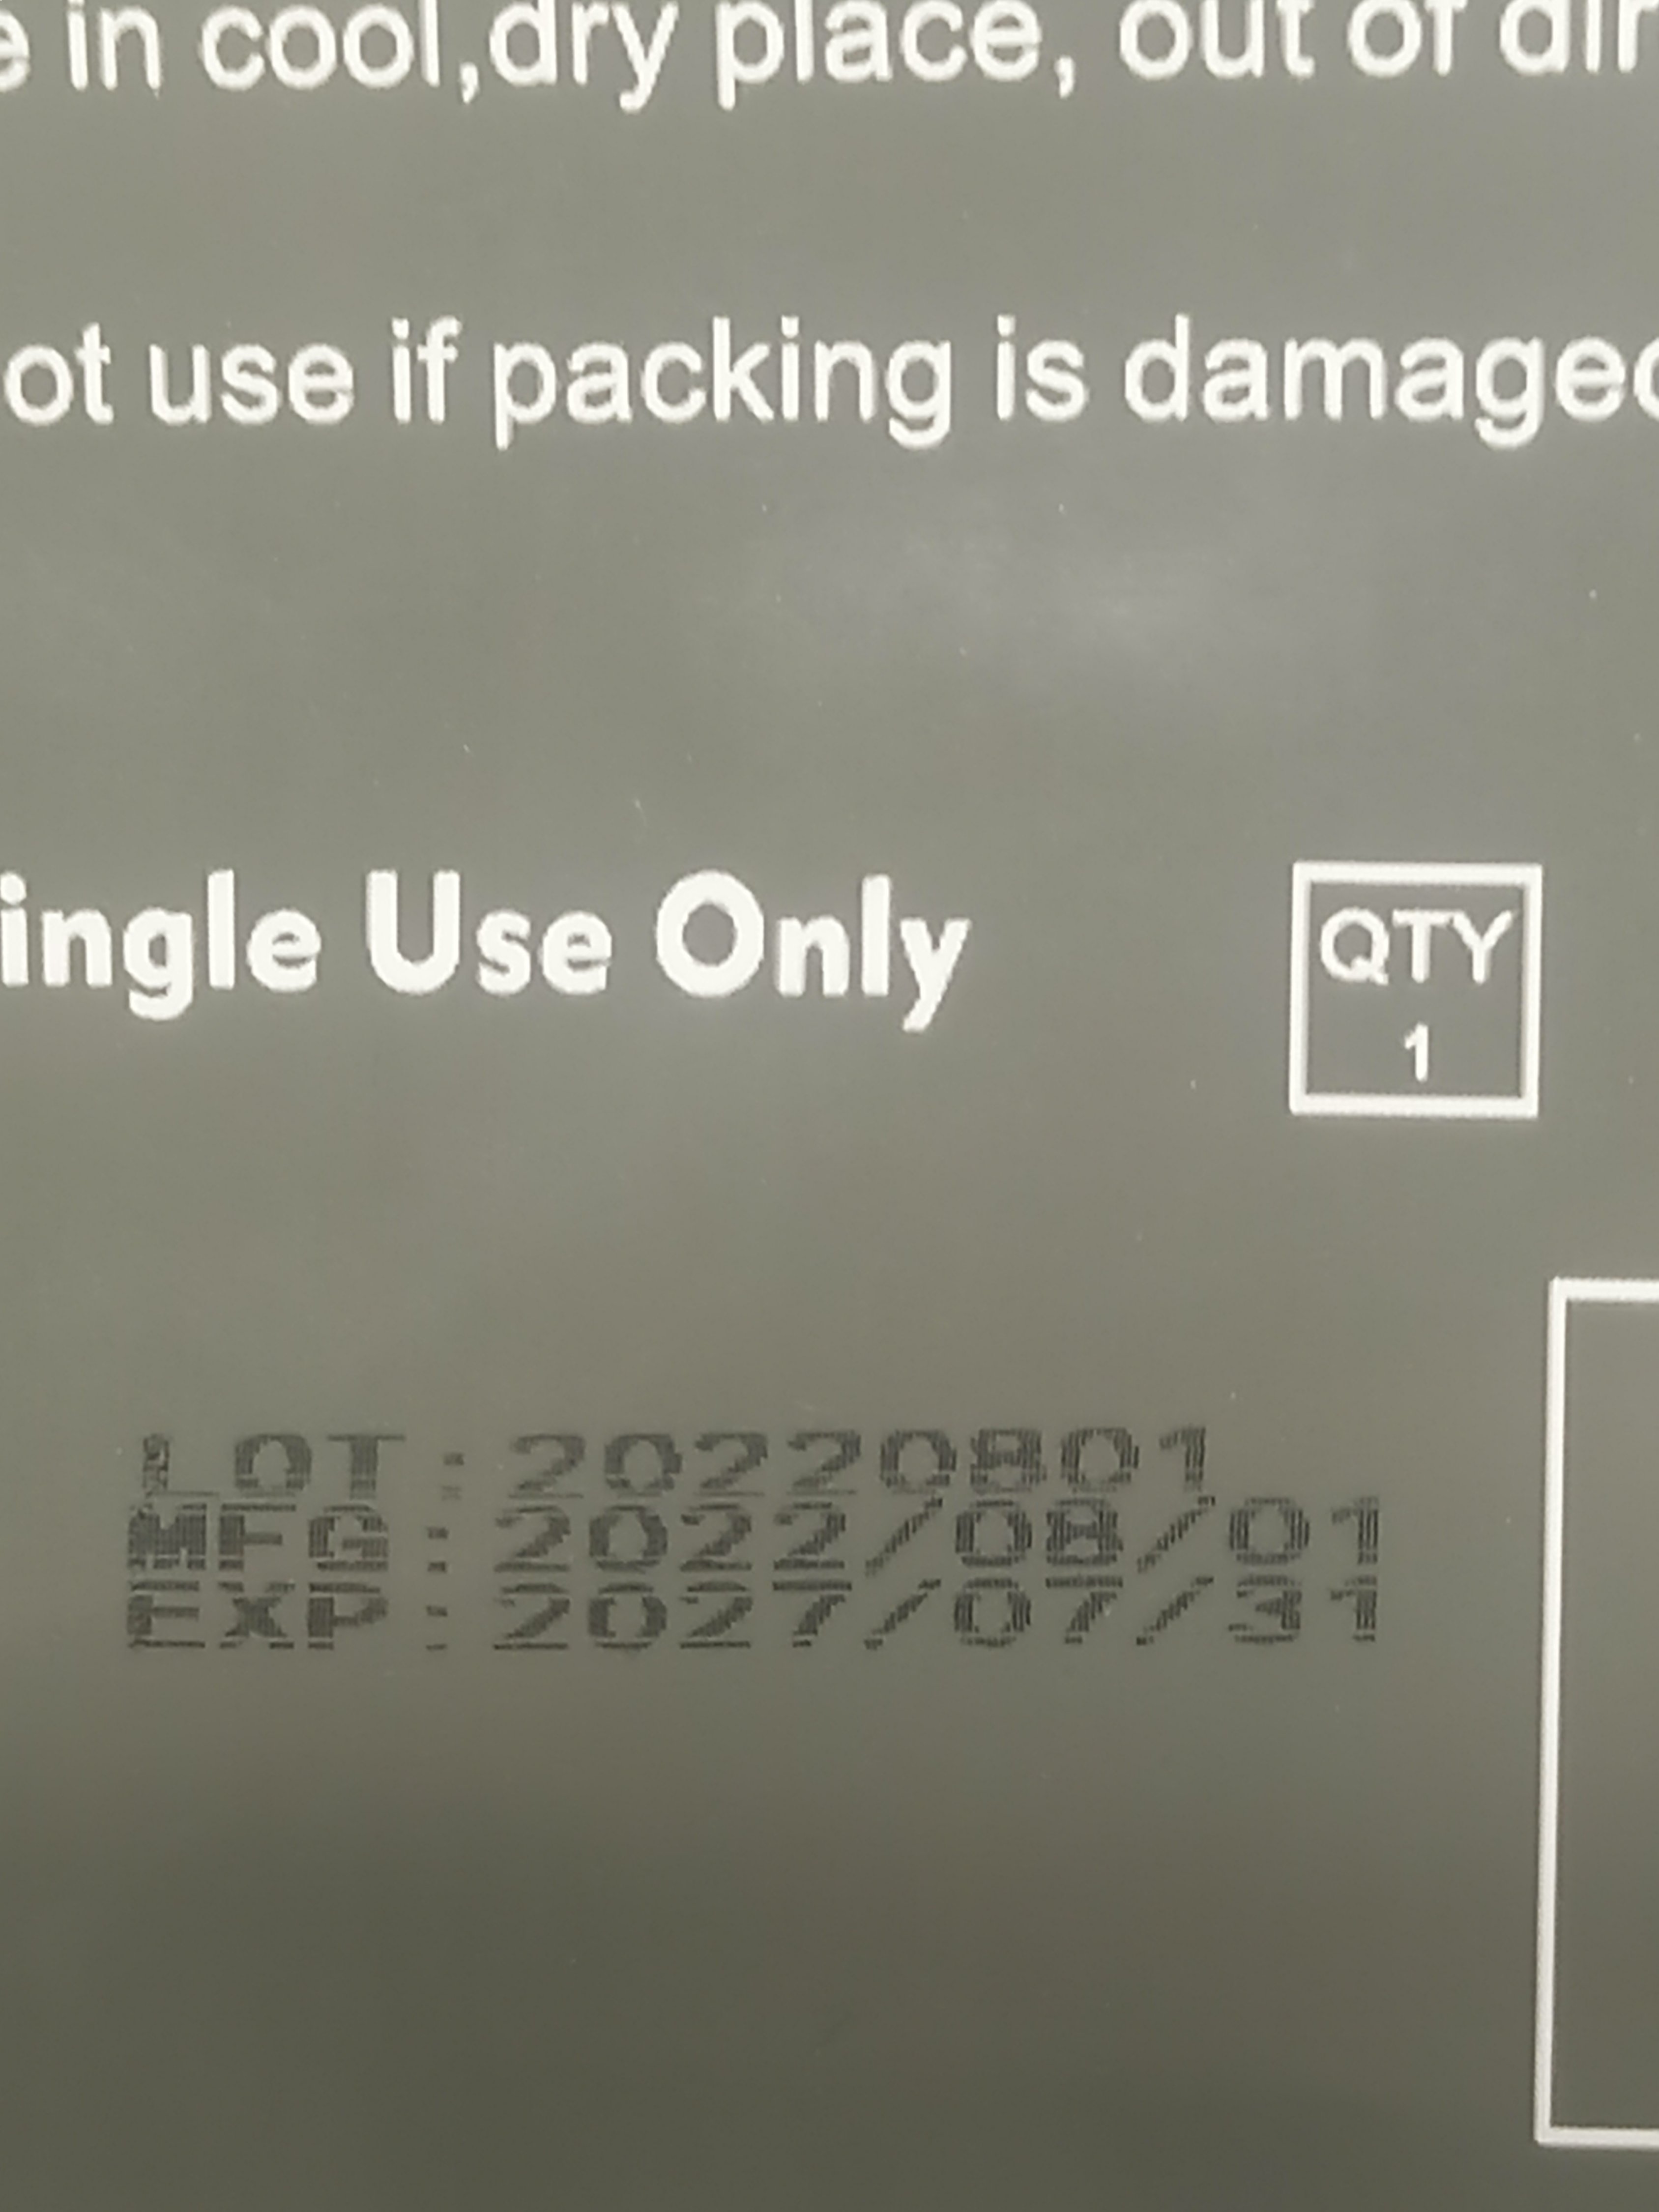 e in cool,dry place, out of dir
ot use if packing is damaged
ingle Use Only
QTY
1
LOT:20220801
MFG:2022/08/01
EXP:2027/07/31